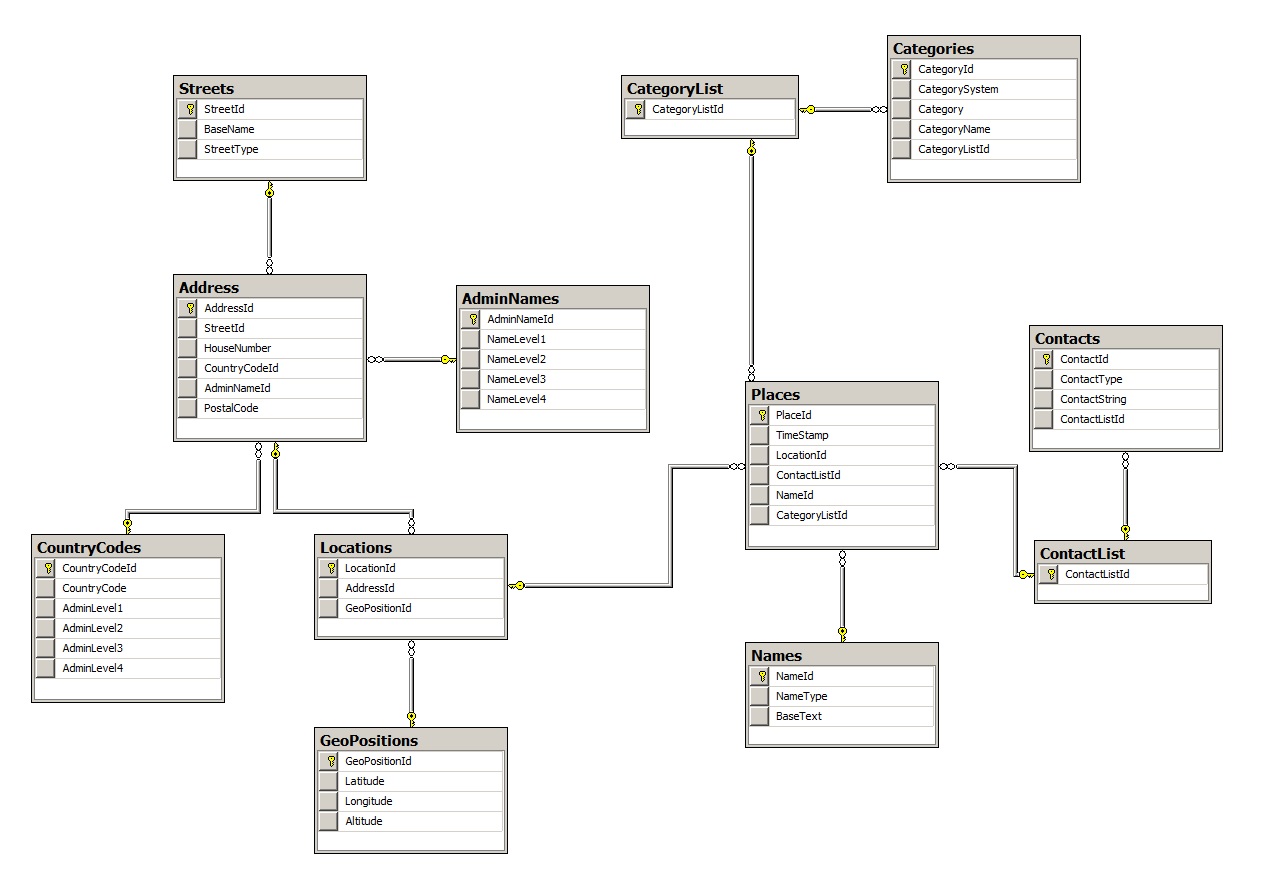 Streets
StreetId
BaseName
StreetType
CategoryList
CategoryListId
Categories
CategoryId
CategorySystem
Category
CategoryName
CategoryListId
Address
AddressId
StreetId
HouseNumber
CountryCodeId
AdminNameId
PostalCode
AdminNames
AdminNameId
NameLevel1
NameLevel2
NameLevel3
NameLevel4
Places
PlaceId
TimeStamp
LocationId
ContactListId
NameId
CategoryListId
Contacts
ContactId
ContactType
ContactString
ContactListId
CountryCodes
CountryCodeId
CountryCode
AdminLevel1
AdminLevel2
AdminLevel3
AdminLevel4
Locations
LocationId
AddressId
GeoPositionId
ContactList
ContactListId
Names
NameId
NameType
BaseText
GeoPositions
GeoPositionId
Latitude
Longitude
Altitude